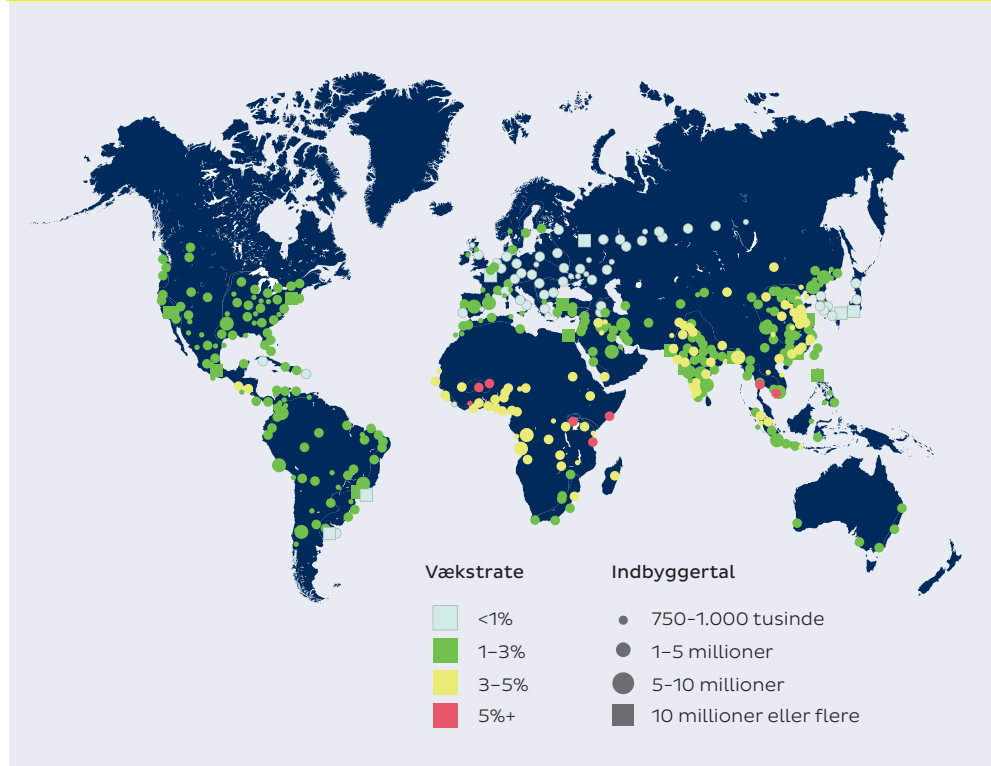 Vækstrate
<1%
1–3%
3–5%
5%+
Indbyggertal
750-1.000 tusinde
1–5 millioner
5-10 millioner
10 millioner eller flere